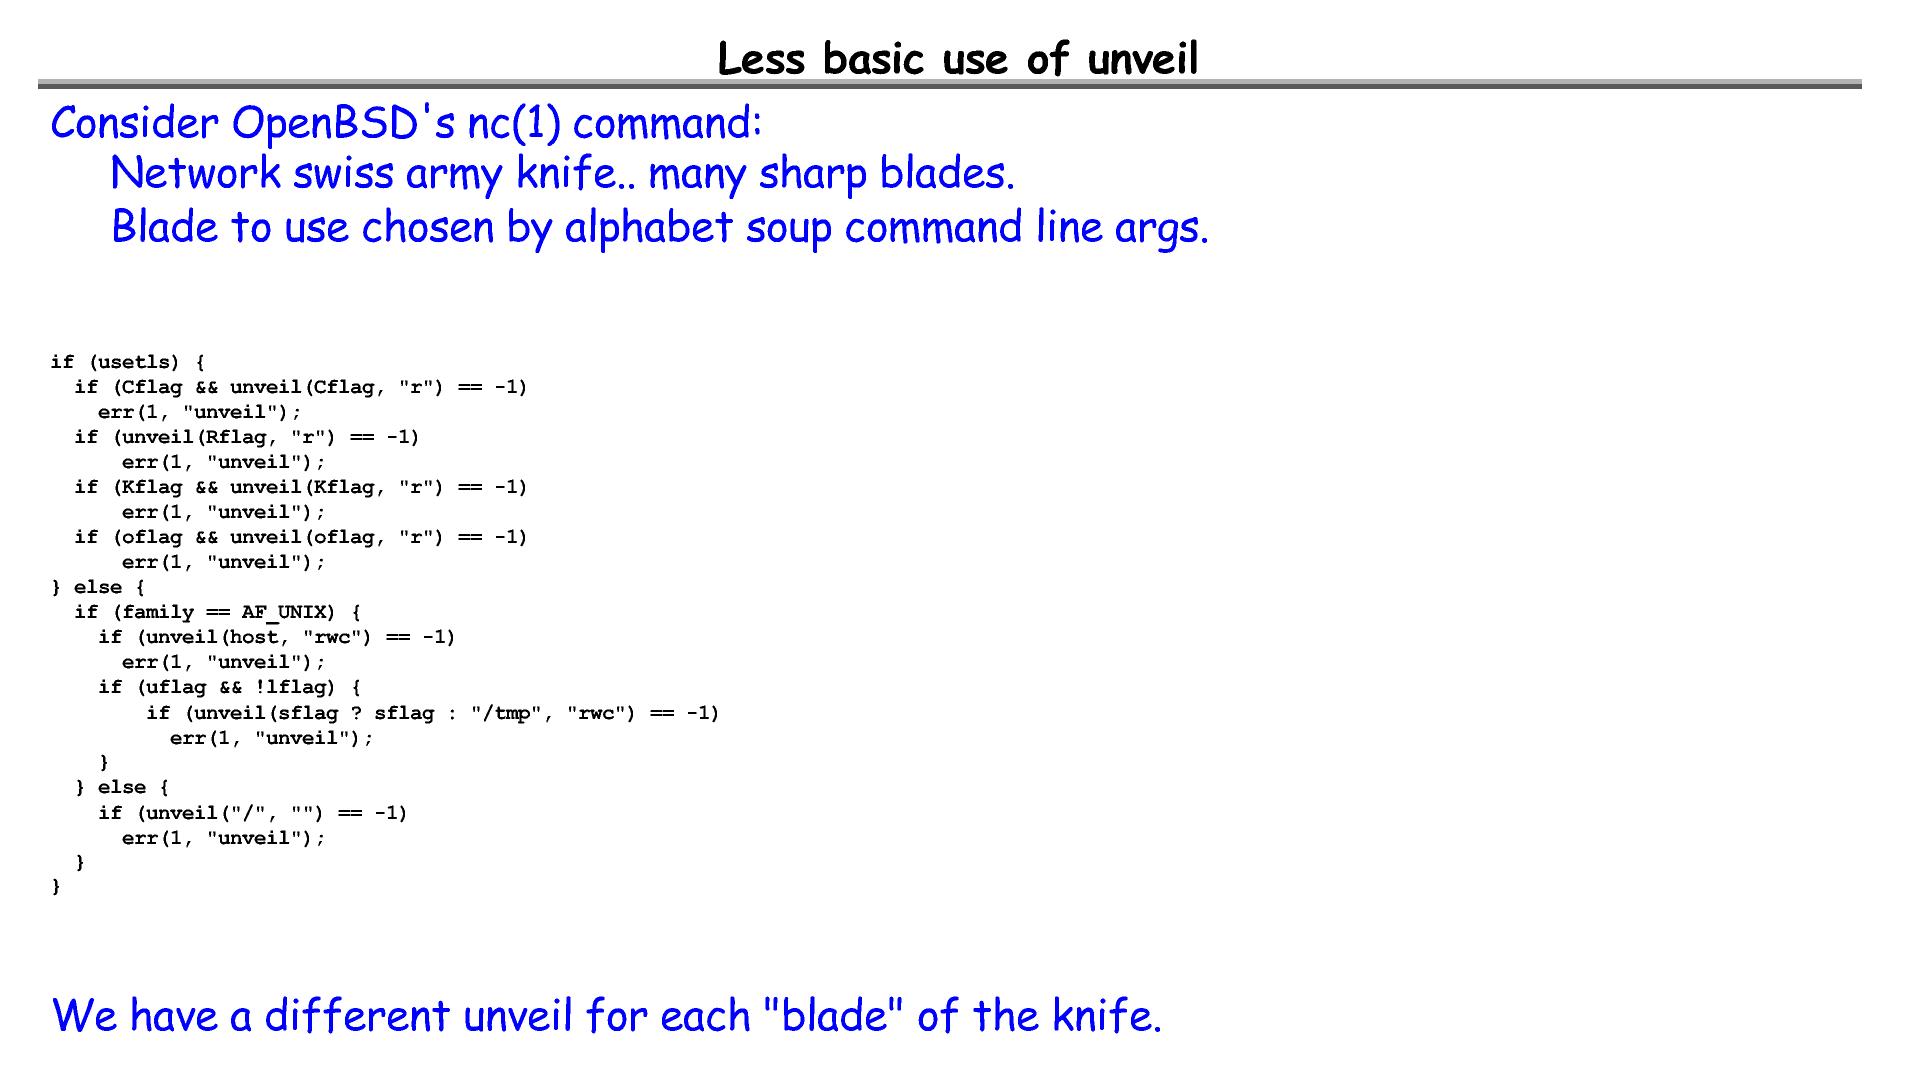 Less basic use of unveil
Consider OpenBSD's nc(1) command:
Network swiss army knife.. many sharp blades.
Blade to use chosen by alphabet soup command line args.
if (usetls) {
  if (Cflag && unveil(Cflag, "r") == -1)
    err(1, "unveil");
  if (unveil(Rflag, "r") == -1)
      err(1, "unveil");
  if (Kflag && unveil(Kflag, "r") == -1)
      err(1, "unveil");
  if (oflag && unveil(oflag, "r") == -1)
      err(1, "unveil");
} else {
  if (family == AF_UNIX) {
    if (unveil(host, "rwc") == -1)
      err(1, "unveil");
    if (uflag && !lflag) {
        if (unveil(sflag ? sflag : "/tmp", "rwc") == -1)
          err(1, "unveil");
    }
  } else {
    if (unveil("/", "") == -1)
      err(1, "unveil");
  }
}
We have a different unveil for each "blade" of the knife.